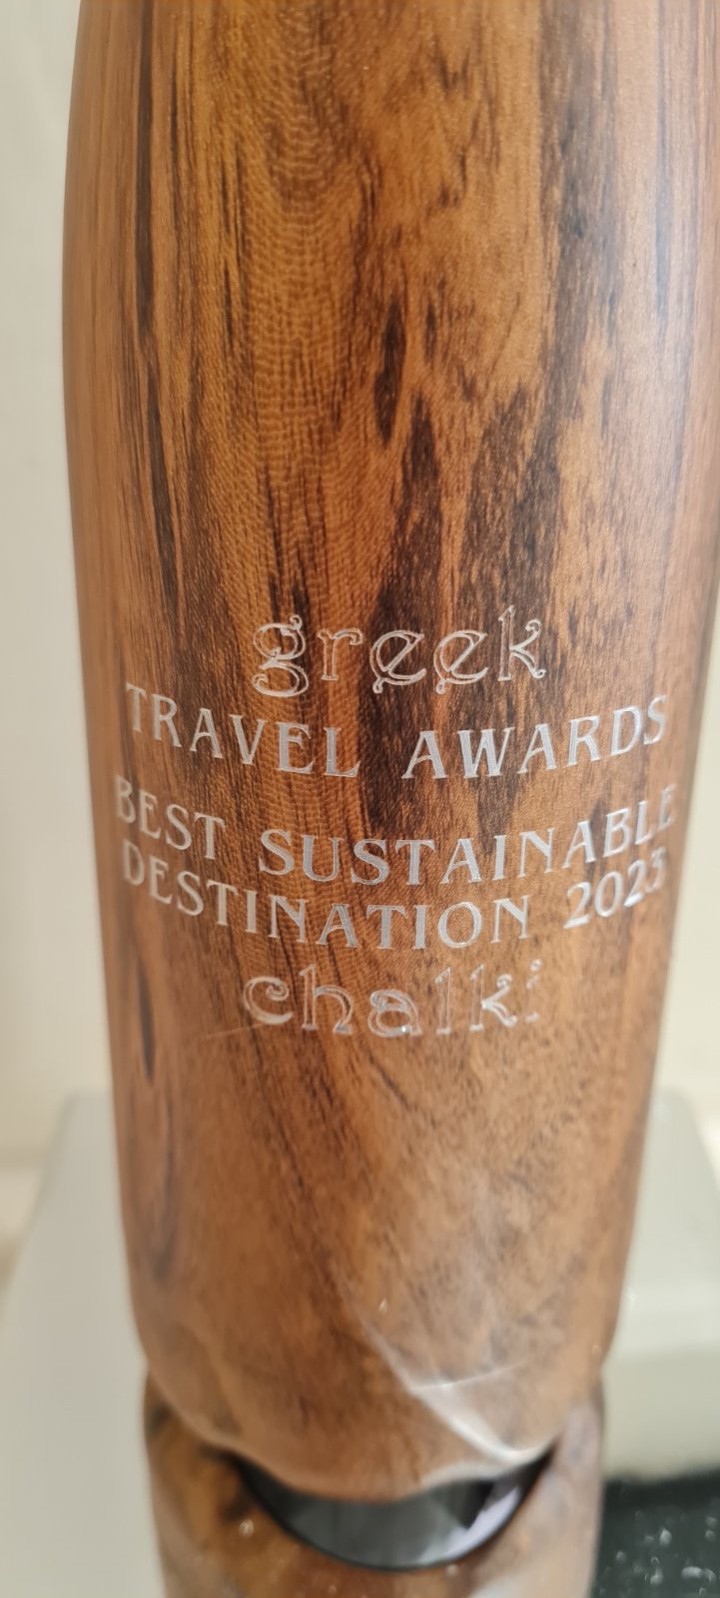 greek
TRAVEL AWARDS
BEST SUSTAINABLE
DESTINATION 2023
chalki